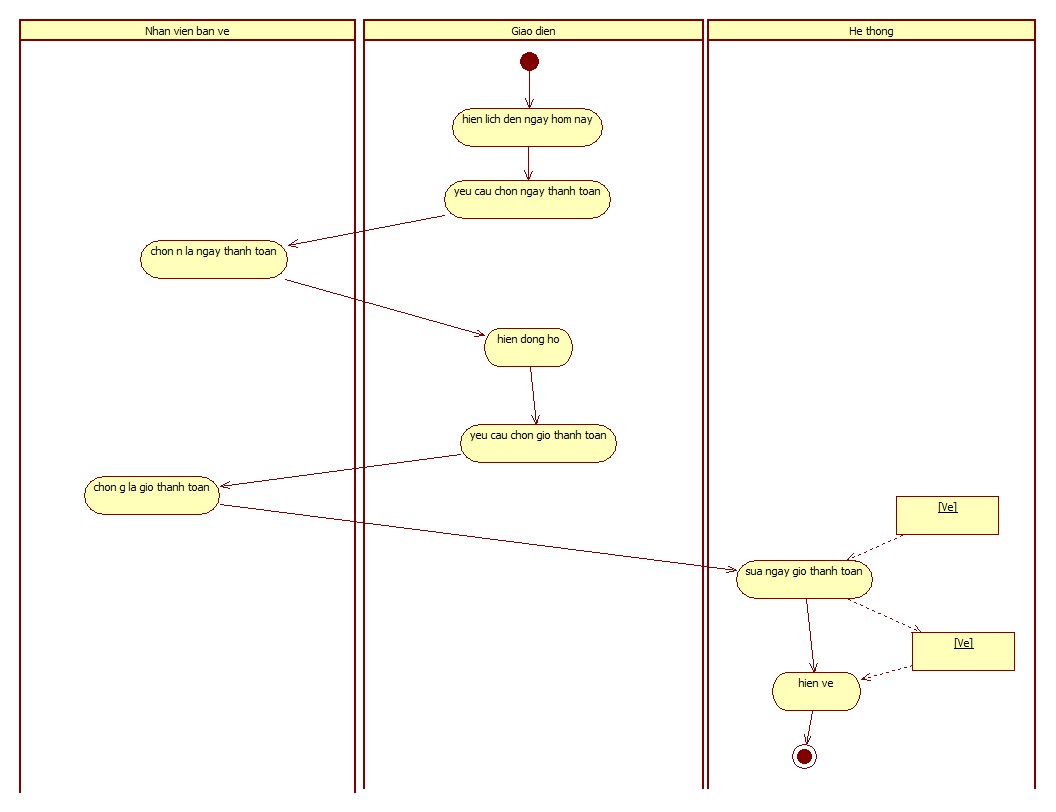 Nhan vien ban ve
Giao dien
He thong
hien lich den ngay hom nay
yeu cau chon ngay thanh toan
chon n la ngay thanh toan
hien dong ho
yeu cau chon gio thanh toan
chon g la gio thanh toan
[Ve]
sua ngay gio thanh toan
[Ve]
hien ve